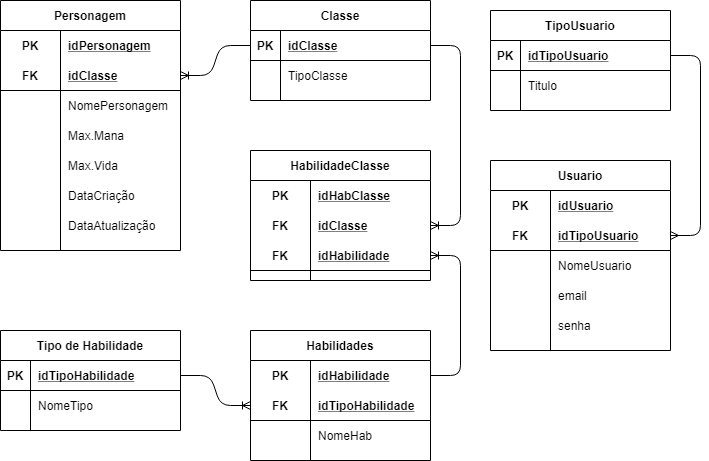 Personagem
PK idPersonagem
FK idClasse
NomePersonagem
Max.Mana
Max.Vida
DataCriação
DataAtualização
Classe
PK idClasse
TipoClasse
TipoUsuario
PK idTipoUsuario
Titulo
HabilidadeClasse
PK idHabClasse
FK idClasse
FK idHabilidade
Usuario
PK idUsuario
FK idTipoUsuario
NomeUsuario
email
senha
Tipo de Habilidade
PK idTipoHabilidade
NomeTipo
Habilidades
PK idHabilidade
FK idTipoHabilidade
NomeHab